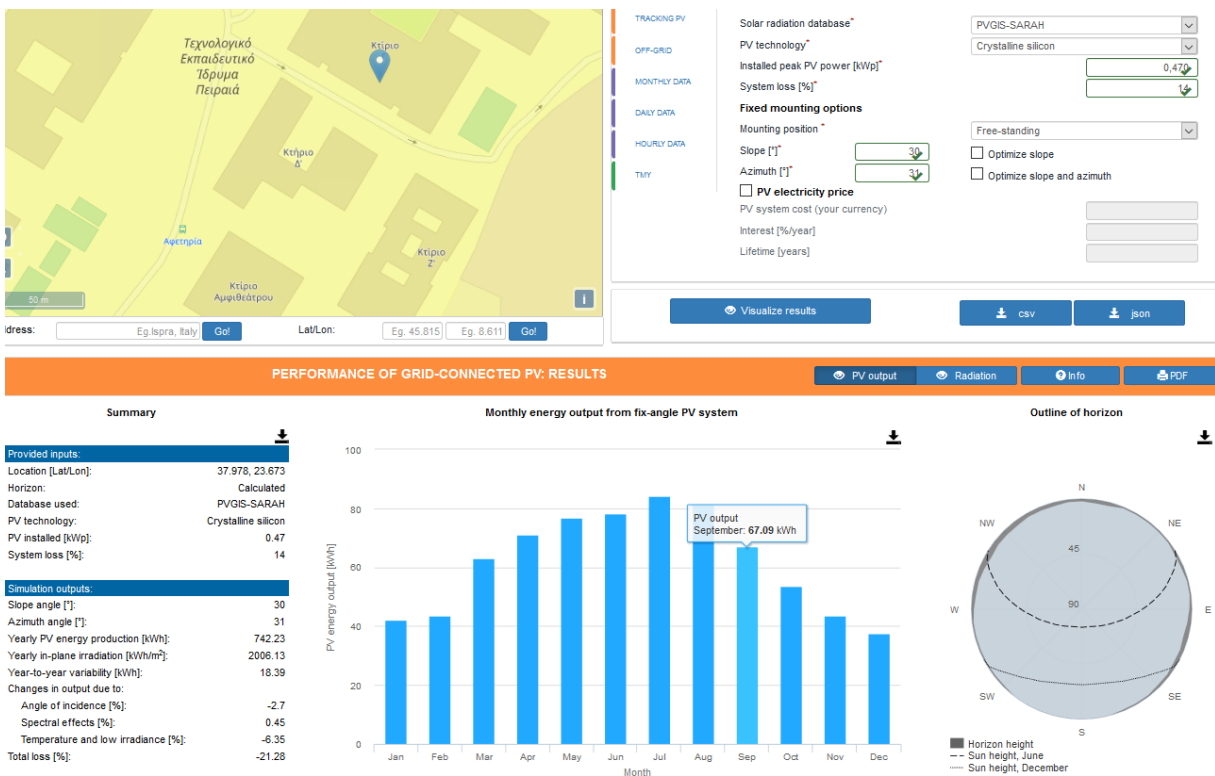 Τεχνολογικό
Εκπαιδευτικό
Ίδρυμα
Πειραιά
Κτίριο
Κτήριο
Δ'
Αφετηρία
Κτίριο
Ζ'
Κτίριο
Αμφιθεάτρου
50 m
i
ddress:
Eg.Ispra, Italy
Go!
Lat/Lon:
Eg. 45.815
Eg. 8.611
Go!
TRACKING PV
OFF-GRID
MONTHLY DATA
DAILY DATA
HOURLY DATA
TMY
Solar radiation database*
PVGIS-SARAH
PV technology*
Crystalline silicon
Installed peak PV power [kWp]*
0,470
System loss [%]*
14
Fixed mounting options
Mounting position *
Free-standing
Slope [°]*
30
Optimize slope
Azimuth [°]*
31
Optimize slope and azimuth
PV electricity price
PV system cost (your currency)
Interest [%/year]
Lifetime [years]
Visualize results
csv
json
PERFORMANCE OF GRID-CONNECTED PV: RESULTS
PV output
Radiation
Info
PDF
Summary
Provided inputs:
Location [Lat/Lon]: 37.978, 23.673
Horizon: Calculated
Database used: PVGIS-SARAH
PV technology: Crystalline silicon
PV installed [kWp]: 0.47
System loss [%]: 14
Simulation outputs:
Slope angle [°]: 30
Azimuth angle [°]: 31
Yearly PV energy production [kWh]: 742.23
Yearly in-plane irradiation [kWh/m²]: 2006.13
Year-to-year variability [kWh]: 18.39
Changes in output due to:
Angle of incidence [%]: -2.7
Spectral effects [%]: 0.45
Temperature and low irradiance [%]: -6.35
Total loss [%]: -21.28
Monthly energy output from fix-angle PV system
PV energy output [kWh]
100
80
60
40
20
0
PV output
September: 67.09 kWh
Jan Feb Mar Apr May Jun Jul Aug Sep Oct Nov Dec
Month
Outline of horizon
N
NW
NE
45
W
90
E
SW
SE
S
Horizon height
Sun height, June
Sun height, December